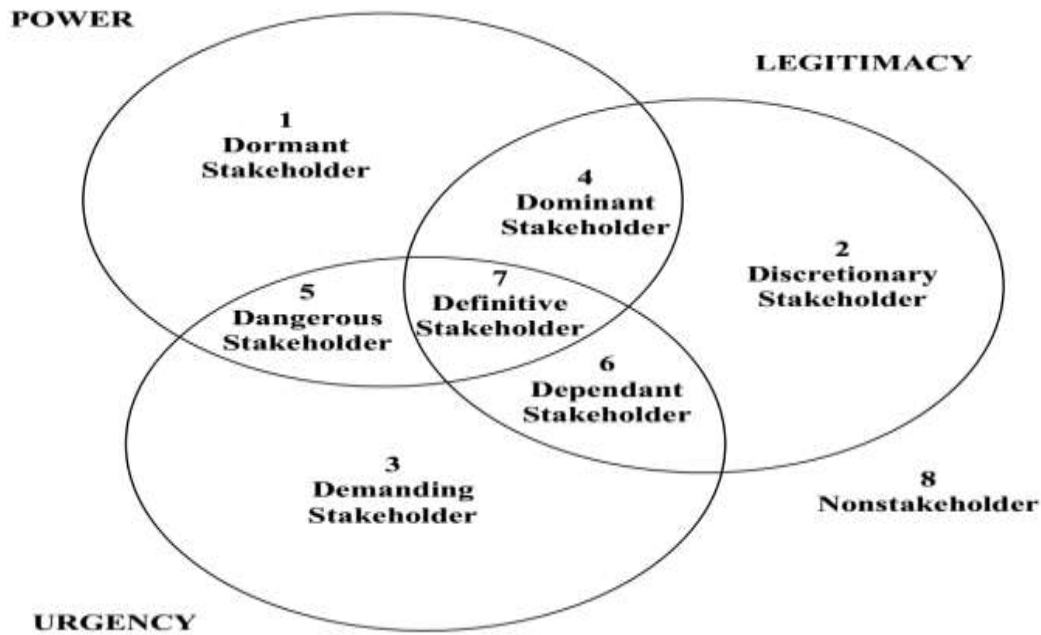 POWER
LEGITIMACY
1
Dormant
Stakeholder
4
Dominant
Stakeholder
2
Discretionary
Stakeholder
5
Dangerous
Stakeholder
7
Definitive
Stakeholder
6
Dependant
Stakeholder
3
Demanding
Stakeholder
8
Nonstakeholder
URGENCY